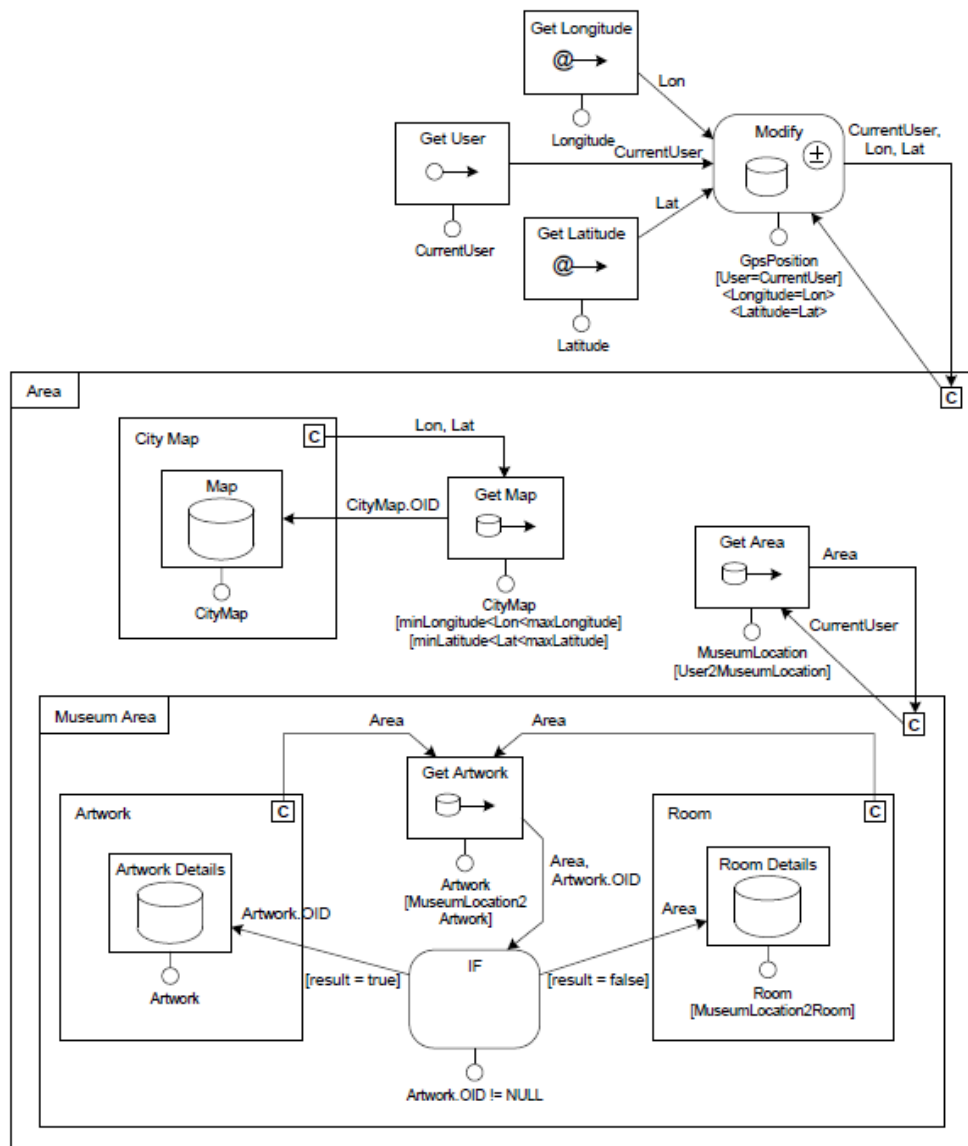 Get Longitude
@
Lon
Longitude
Get User
CurrentUser
CurrentUser
Modify
±
CurrentUser,
Lon, Lat
Lat
Get Latitude
@
Latitude
GpsPosition
[User=CurrentUser]
<Longitude=Lon>
<Latitude=Lat>
Area
C
City Map
C
Lon, Lat
Map
CityMap.OID
Get Map
CityMap
CityMap
[minLongitude<Lon<maxLongitude]
[minLatitude<Lat<maxLatitude]
Get Area
Area
CurrentUser
MuseumLocation
[User2MuseumLocation]
Museum Area
C
Area
Area
Get Artwork
Artwork
C
Artwork Details
Artwork.OID
Artwork
Artwork
[MuseumLocation2
Artwork]
Area,
Artwork.OID
Room
C
Room Details
Area
Room
[MuseumLocation2Room]
[result = true]
IF
[result = false]
Artwork.OID != NULL